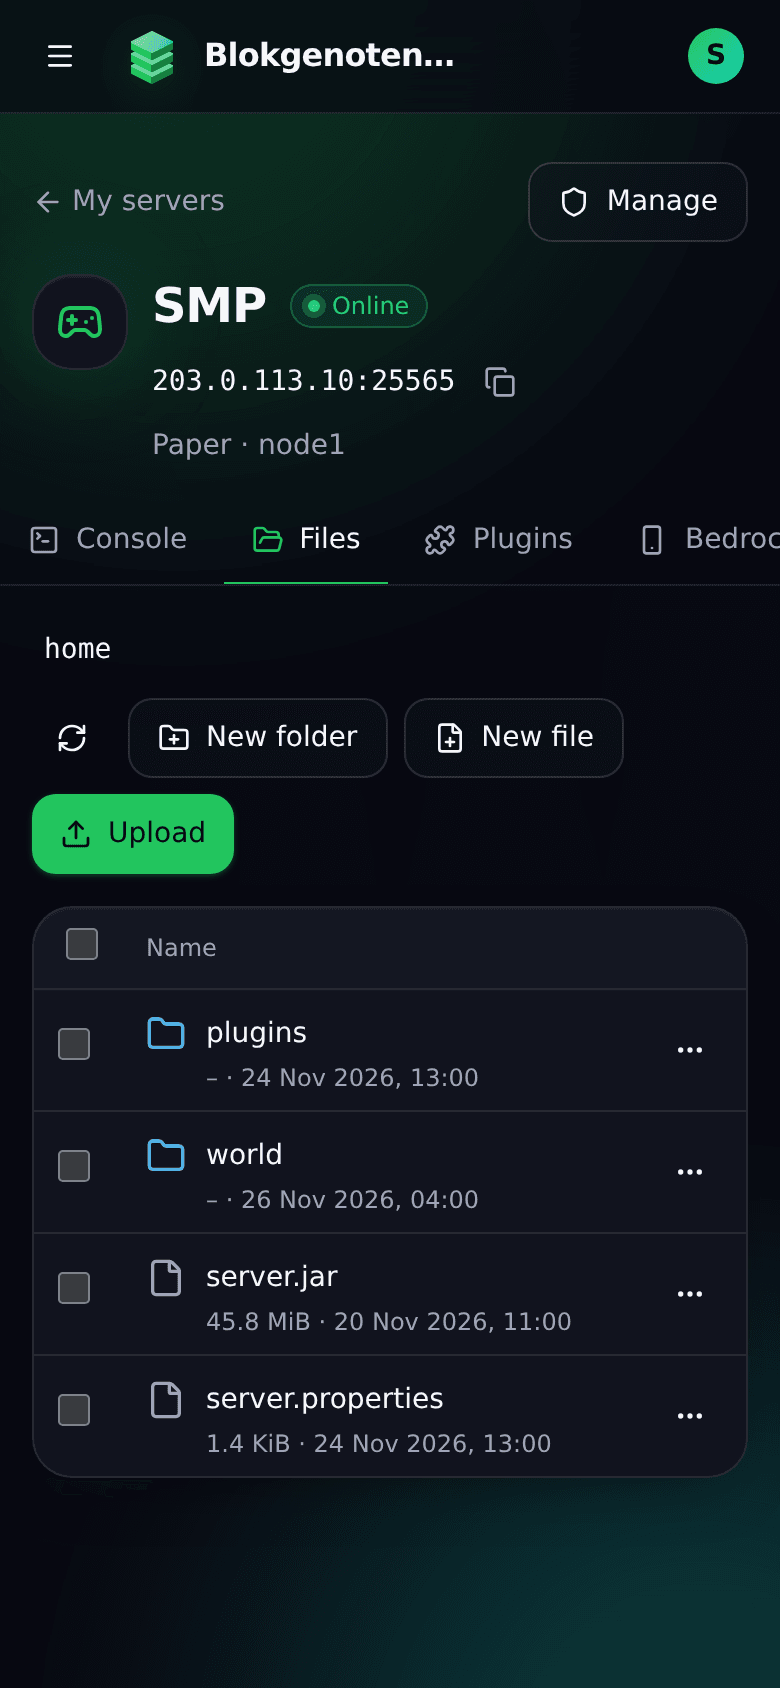 Blokgenoten...
S
My servers
Manage
SMP
Online
203.0.113.10:25565
Paper · node1
Console
Files
Plugins
Bedroc
home
New folder
New file
Upload
Name
plugins
– · 24 Nov 2026, 13:00
world
– · 26 Nov 2026, 04:00
server.jar
45.8 MiB · 20 Nov 2026, 11:00
server.properties
1.4 KiB · 24 Nov 2026, 13:00